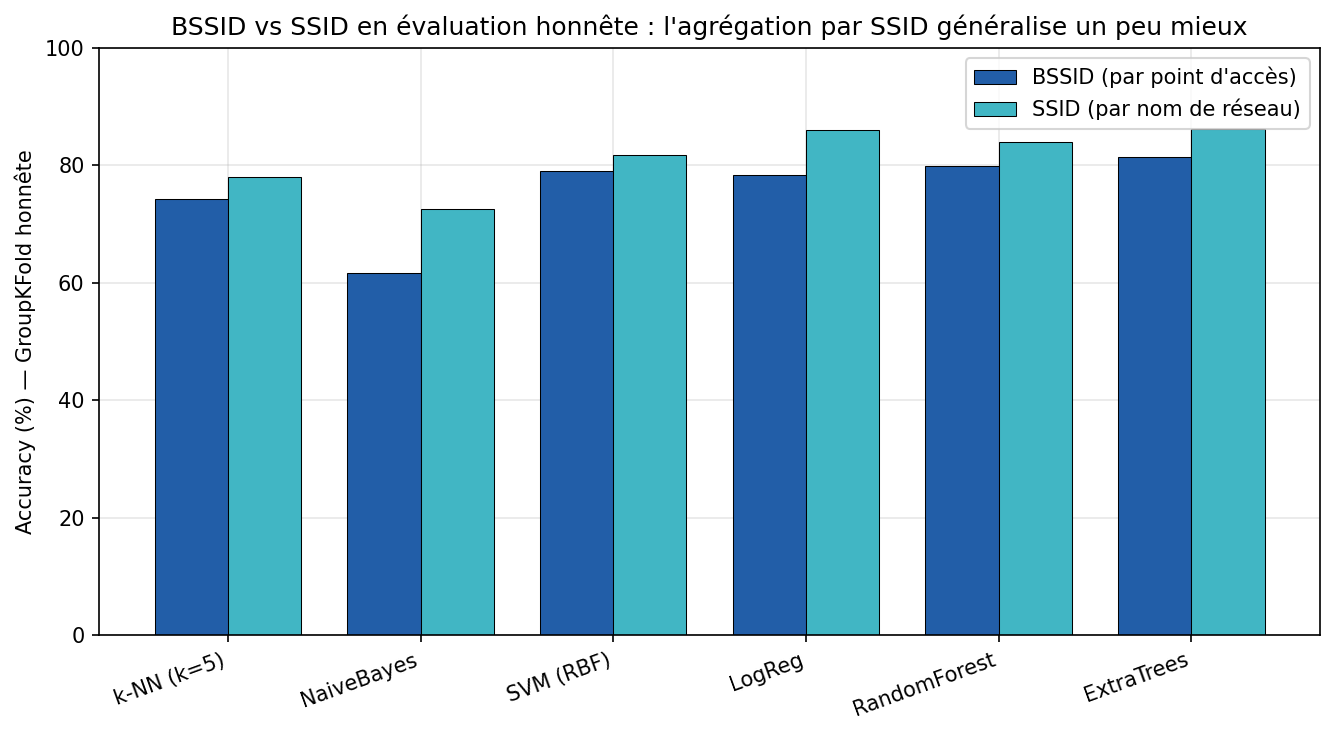 BSSID vs SSID en évaluation honnête : l'agrégation par SSID généralise un peu mieux
BSSID (par point d'accès)
SSID (par nom de réseau)
Accuracy (%) — GroupKFold honnête
100
80
60
40
20
0
k-NN (k=5)
NaiveBayes
SVM (RBF)
LogReg
RandomForest
ExtraTrees